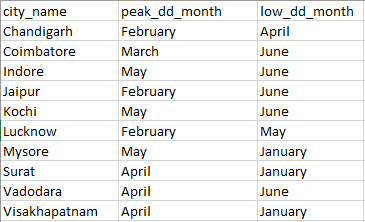 city_name peak_dd_month low_dd_month
Chandigarh February April
Coimbatore March June
Indore May June
Jaipur February June
Kochi May June
Lucknow February May
Mysore May January
Surat April January
Vadodara April June
Visakhapatnam April January